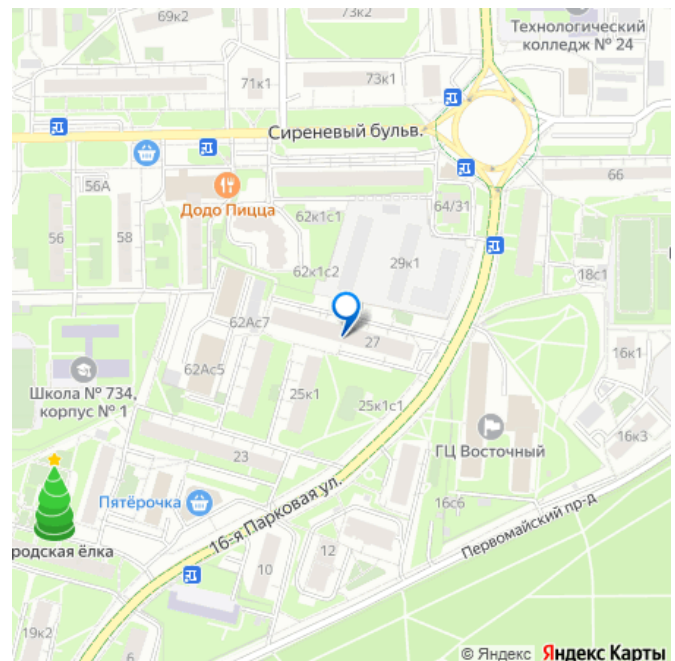 69к2
73к2
Технологический
колледж № 24
71к1
73к1
Сиреневый бульв.
56А
66
Додо Пицца
62к1с1
64/31
56
58
62к1с2
29к1
18с1
62Ас7
27
16к1
62Ас5
Школа № 734,
корпус № 1
25к1
25к1с1
16к3
23
ГЦ Восточный
Пятёрочка
16-я Парковая ул.
16с6
Первомайский пр-д
родская ёлка
12
10
19к2
6
© Яндекс Яндекс Карты